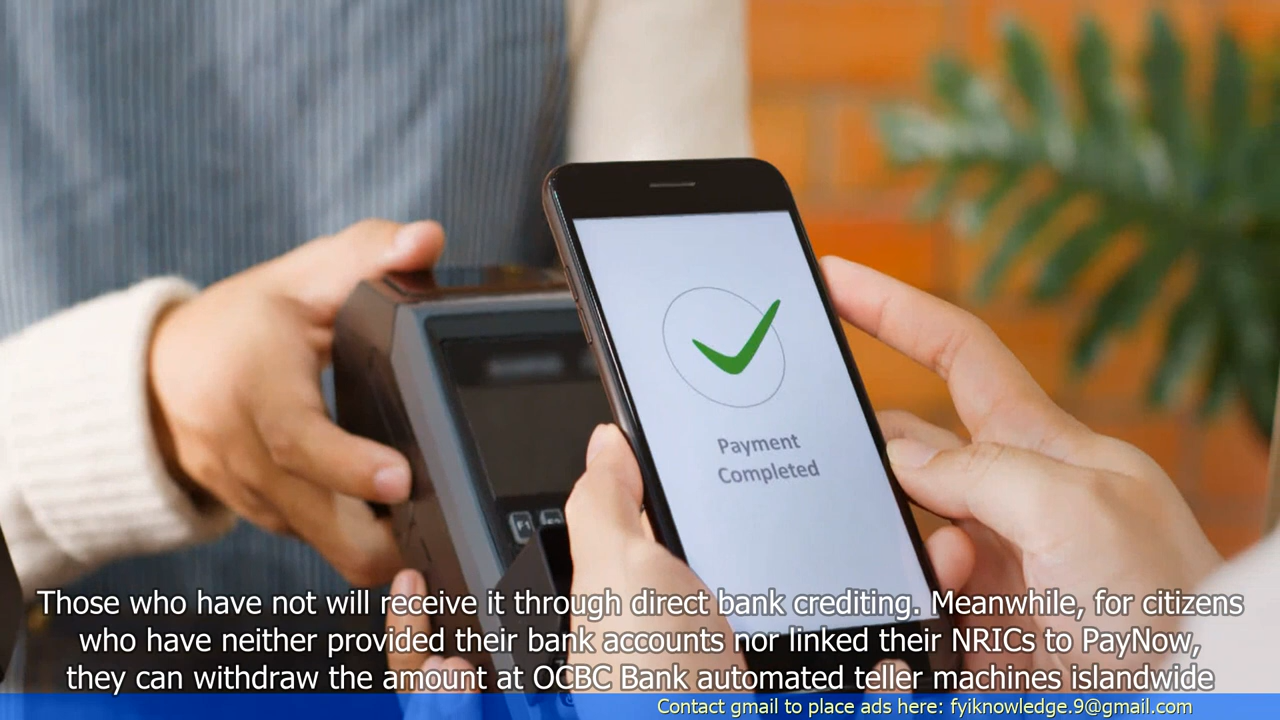 Payment
Completed
F1
Those who have not will receive it through direct bank crediting. Meanwhile, for citizens
who have neither provided their bank accounts nor linked their NRICs to PayNow,
they can withdraw the amount at OCBC Bank automated teller machines islandwide
Contact gmail to place ads here: fyiknowledge.9@gmail.com